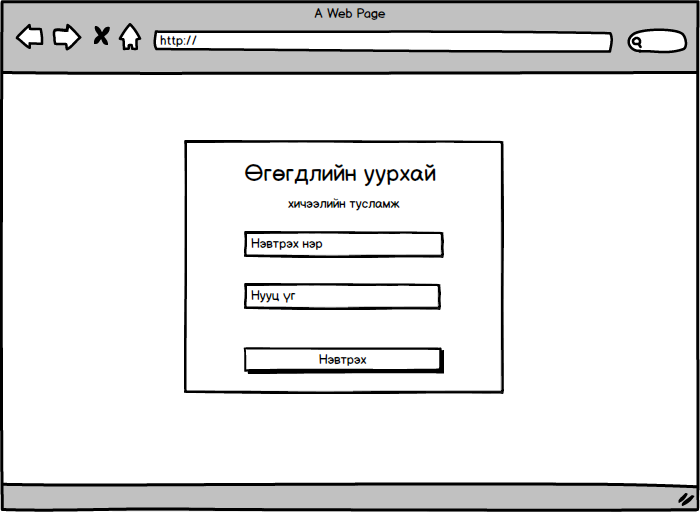 A Web Page
http://
Өгөгдлийн уурхай
хичээлийн тусламж
Нэвтрэх нэр
Нууц үг
Нэвтрэх